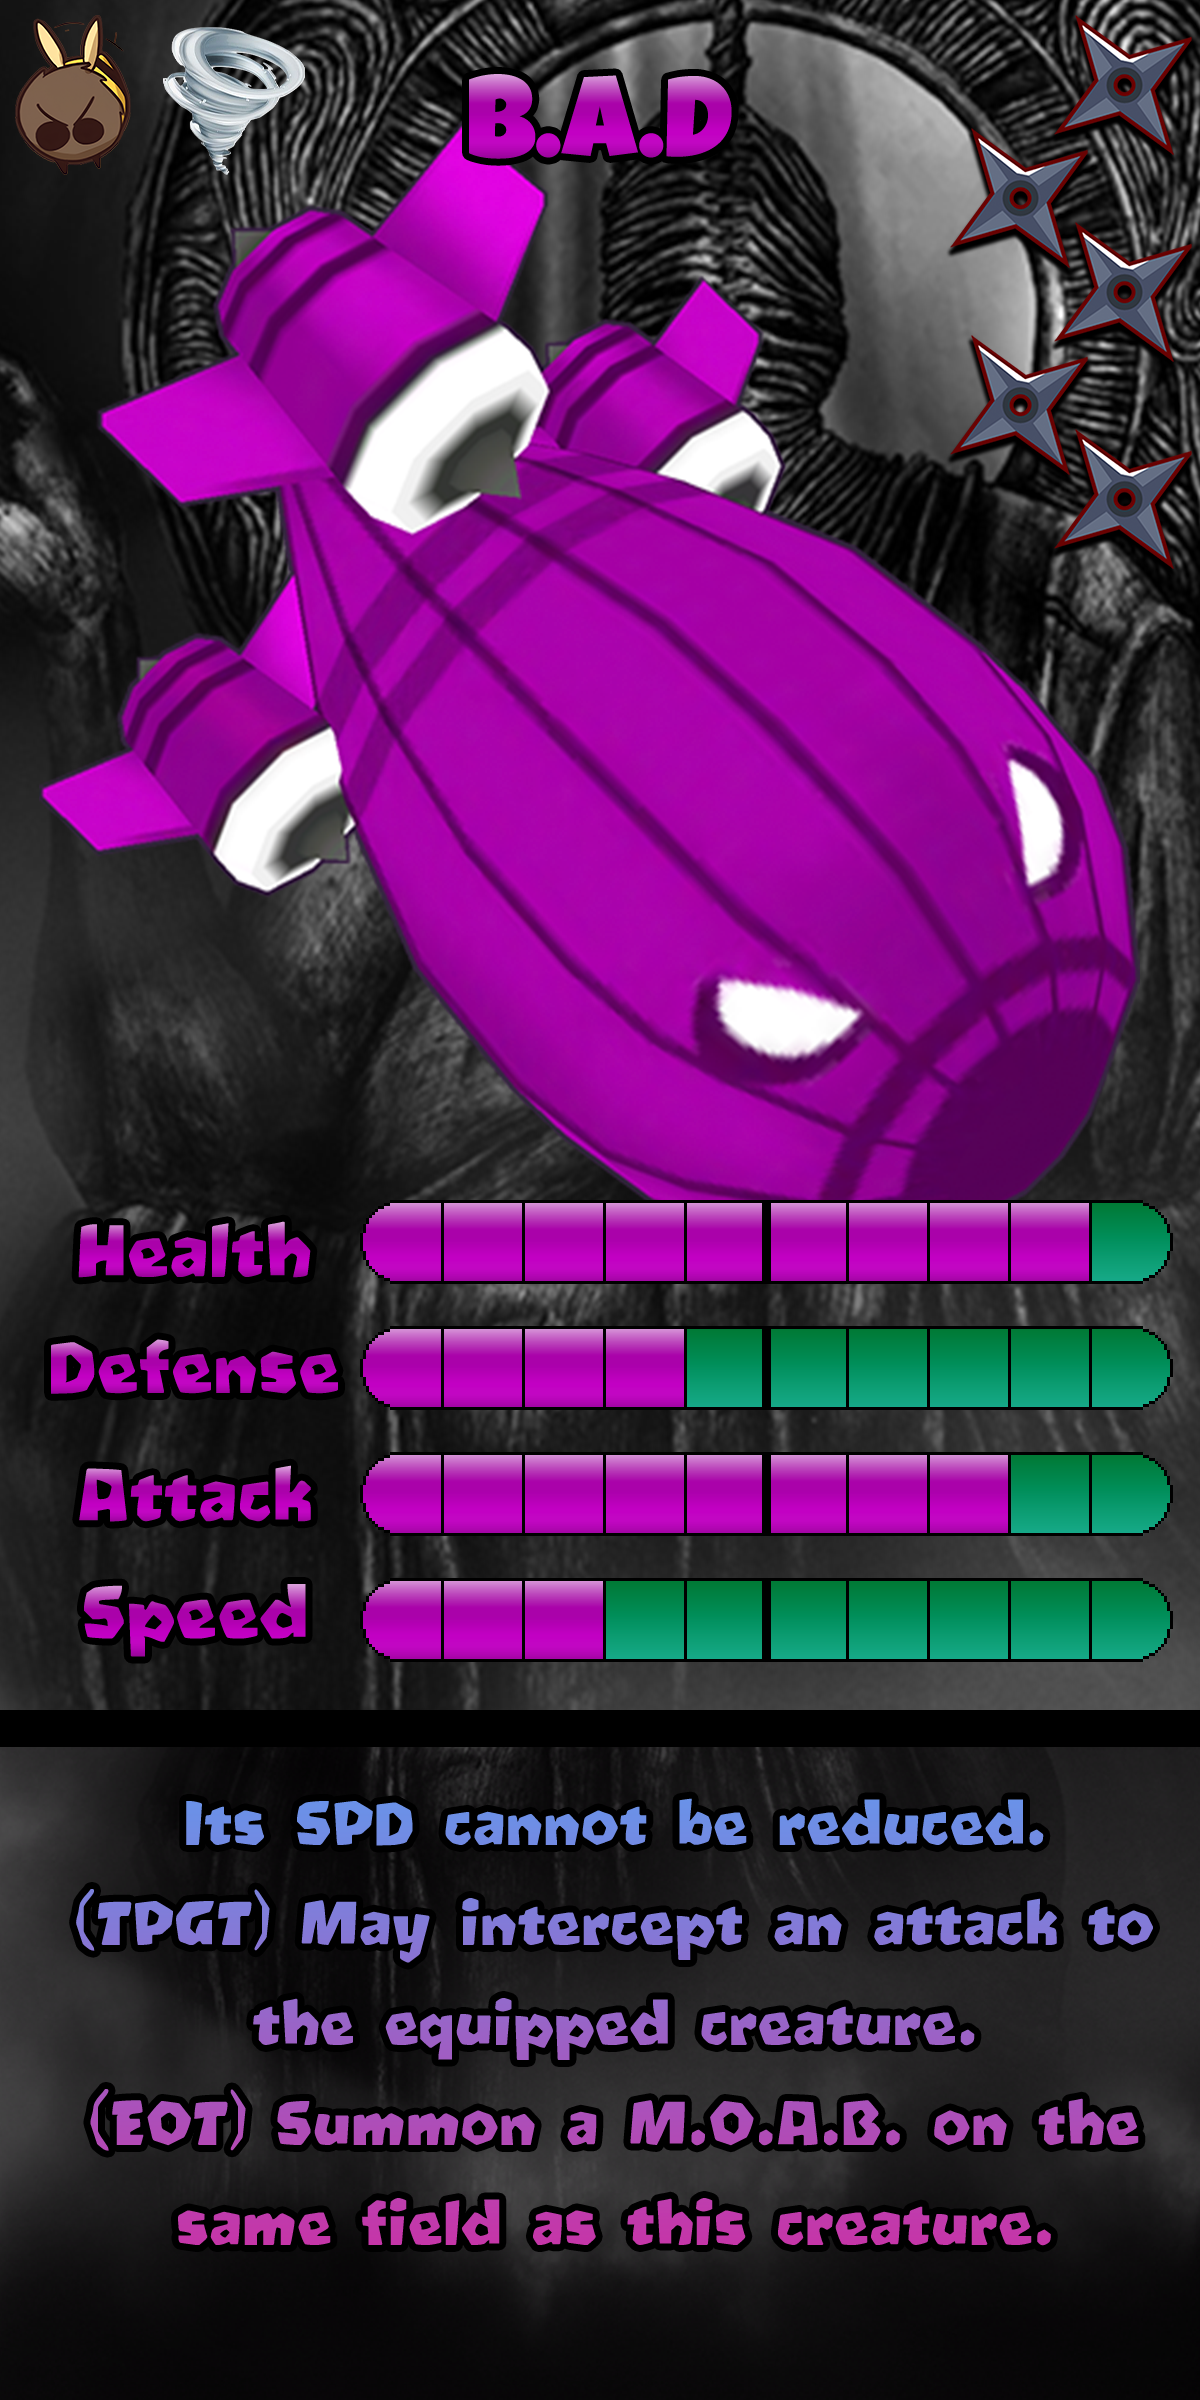 B.A.D
Health
Defense
Attack
Speed
Its SPD cannot be reduced.
(TPGT) May intercept an attack to
the equipped creature.
(EOT) Summon a M.O.A.B. on the
same field as this creature.